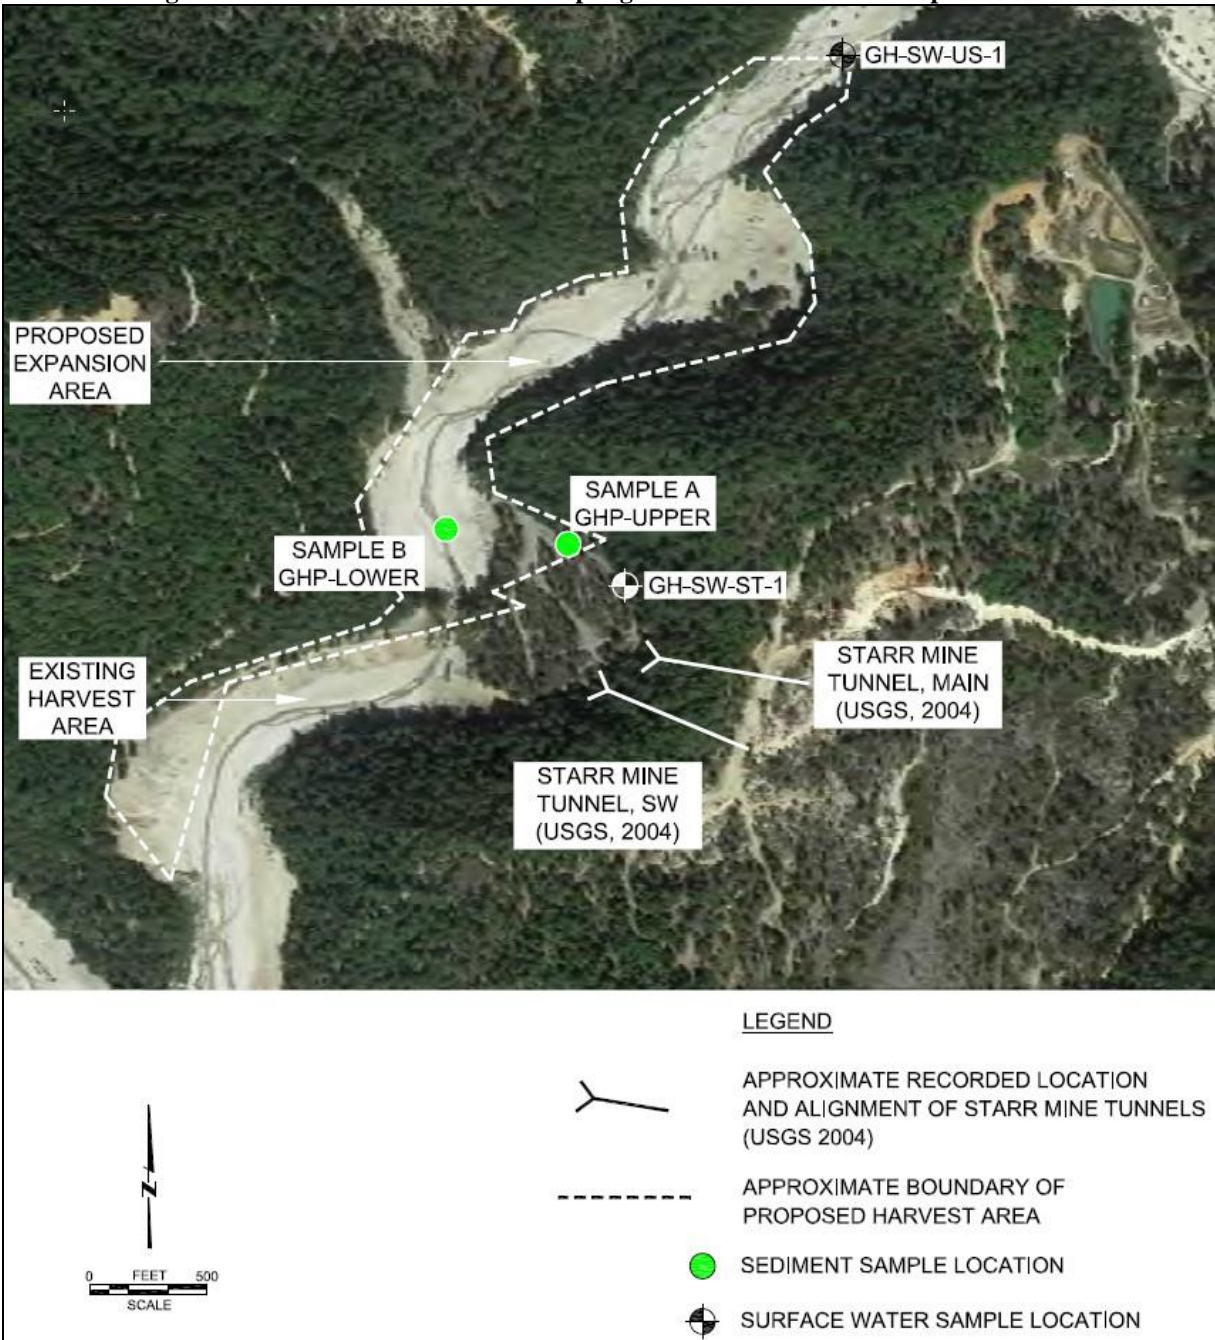 GH-SW-US-1
PROPOSED
EXPANSION
AREA
SAMPLE A
GHP-UPPER
SAMPLE B
GHP-LOWER
GH-SW-ST-1
EXISTING
HARVEST
AREA
STARR MINE
TUNNEL, MAIN
(USGS, 2004)
STARR MINE
TUNNEL, SW
(USGS, 2004)
LEGEND
APPROXIMATE RECORDED LOCATION
AND ALIGNMENT OF STARR MINE TUNNELS
(USGS 2004)
APPROXIMATE BOUNDARY OF
PROPOSED HARVEST AREA
SEDIMENT SAMPLE LOCATION
SURFACE WATER SAMPLE LOCATION
N
0 FEET 500
SCALE